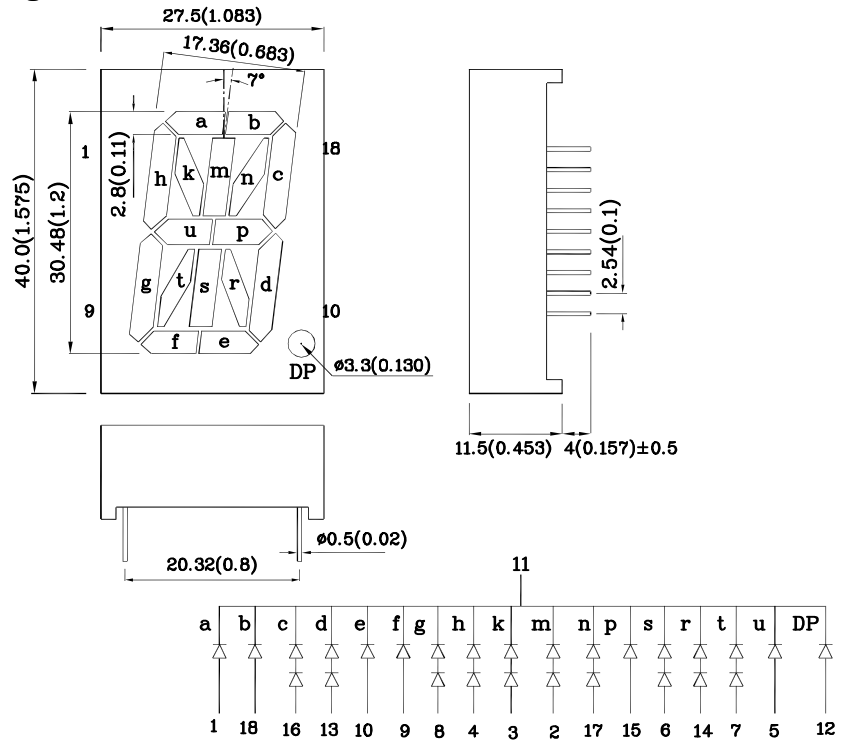 27.5(1.083)
17.36(0.683)
7°
a b
1 18
h k m n c
2.8(0.11)
30.48(1.2)
40.0(1.575)
u p
2.54(0.1)
g t s r d
9 10
f e
DP
ø3.3(0.130)
11.5(0.453) 4(0.157)±0.5
ø0.5(0.02)
20.32(0.8)
11
a b c d e f g h k m n p s r t u DP
1 18 16 13 10 9 8 4 3 2 17 15 6 14 7 5 12